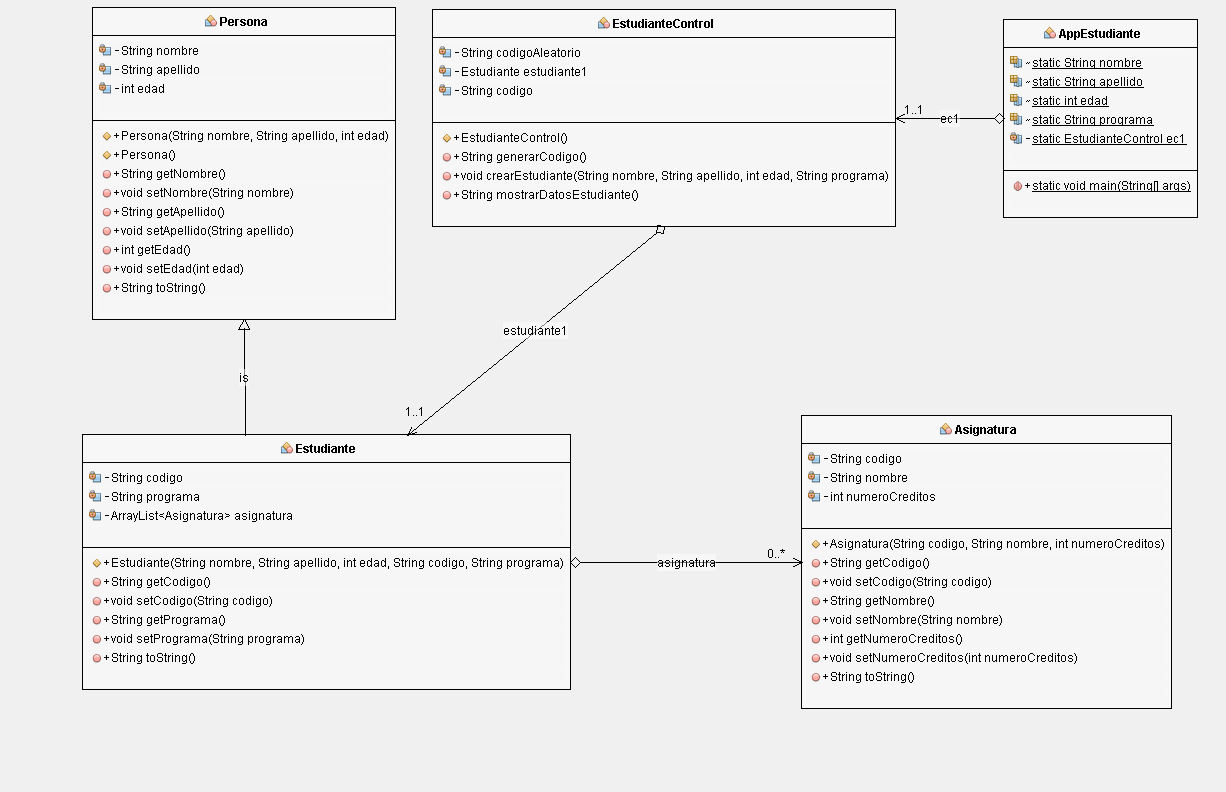 Persona
-String nombre
-String apellido
-int edad
+Persona(String nombre, String apellido, int edad)
+Persona()
+String getNombre()
+void setNombre(String nombre)
+String getApellido()
+void setApellido(String apellido)
+int getEdad()
+void setEdad(int edad)
+String toString()
EstudianteControl
-String codigoAleatorio
-Estudiante estudiante1
-String codigo
+EstudianteControl()
+String generarCodigo()
+void crearEstudiante(String nombre, String apellido, int edad, String programa)
+String mostrarDatosEstudiante()
AppEstudiante
~static String nombre
~static String apellido
~static int edad
~static String programa
-static EstudianteControl ec1
+static void main(String[] args)
1..1
ec1
estudiante1
is
1..1
Estudiante
-String codigo
-String programa
-ArrayList<Asignatura> asignatura
+Estudiante(String nombre, String apellido, int edad, String codigo, String programa)
+String getCodigo()
+void setCodigo(String codigo)
+String getPrograma()
+void setPrograma(String programa)
+String toString()
asignatura
0..*
Asignatura
-String codigo
-String nombre
-int numeroCreditos
+Asignatura(String codigo, String nombre, int numeroCreditos)
+String getCodigo()
+void setCodigo(String codigo)
+String getNombre()
+void setNombre(String nombre)
+int getNumeroCreditos()
+void setNumeroCreditos(int numeroCreditos)
+String toString()